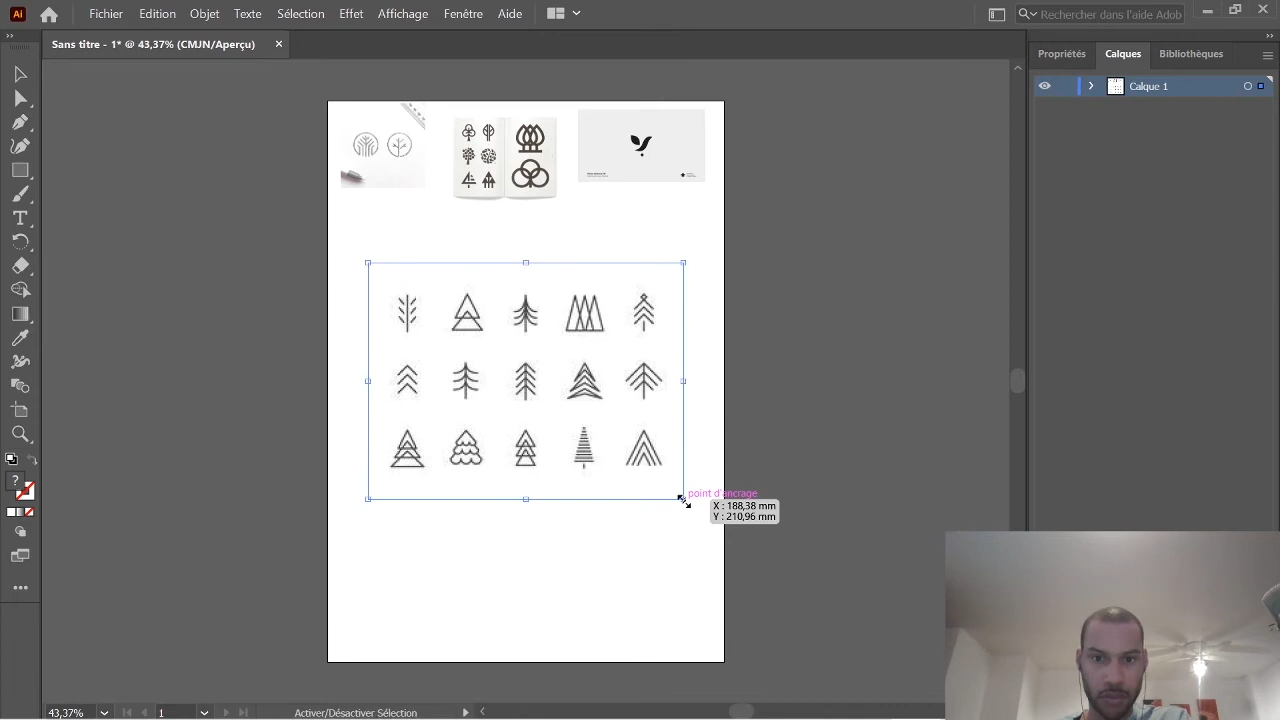 Ai
Fichier Edition Objet Texte Sélection Effet Affichage Fenêtre Aide
Rechercher dans l'aide Adob
Sans titre - 1* @ 43,37% (CMJN/Aperçu)
Propriétés Calques Bibliothèques
Calque 1
point d'ancrage
X : 188,38 mm
Y : 210,96 mm
?
43,37% 1 Activer/Désactiver Sélection